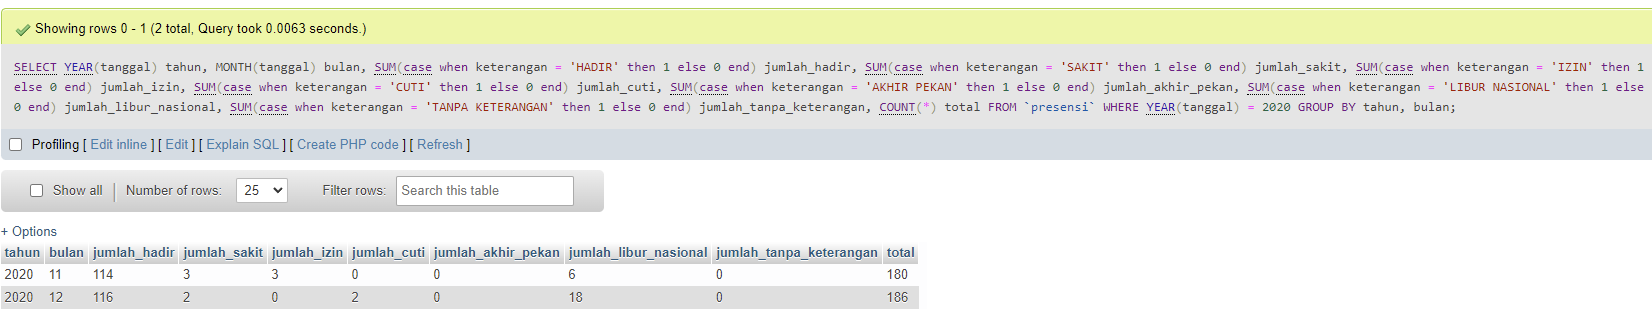 Showing rows 0 - 1 (2 total, Query took 0.0063 seconds.)
SELECT YEAR(tanggal) tahun, MONTH(tanggal) bulan, SUM(case when keterangan = 'HADIR' then 1 else 0 end) jumlah_hadir, SUM(case when keterangan = 'SAKIT' then 1 else 0 end) jumlah_sakit, SUM(case when keterangan = 'IZIN' then 1
else 0 end) jumlah_izin, SUM(case when keterangan = 'CUTI' then 1 else 0 end) jumlah_cuti, SUM(case when keterangan = 'AKHIR PEKAN' then 1 else 0 end) jumlah_akhir_pekan, SUM(case when keterangan = 'LIBUR NASIONAL' then 1 else
0 end) jumlah_libur_nasional, SUM(case when keterangan = 'TANPA KETERANGAN' then 1 else 0 end) jumlah_tanpa_keterangan, COUNT(*) total FROM `presensi` WHERE YEAR(tanggal) = 2020 GROUP BY tahun, bulan;
Profiling [ Edit inline ] [ Edit ] [ Explain SQL ] [ Create PHP code ] [ Refresh ]
Show all | Number of rows: 25 Filter rows: Search this table
+ Options
tahun bulan jumlah_hadir jumlah_sakit jumlah_izin jumlah_cuti jumlah_akhir_pekan jumlah_libur_nasional jumlah_tanpa_keterangan total
2020 11 114 3 3 0 0 6 0 180
2020 12 116 2 0 2 0 18 0 186